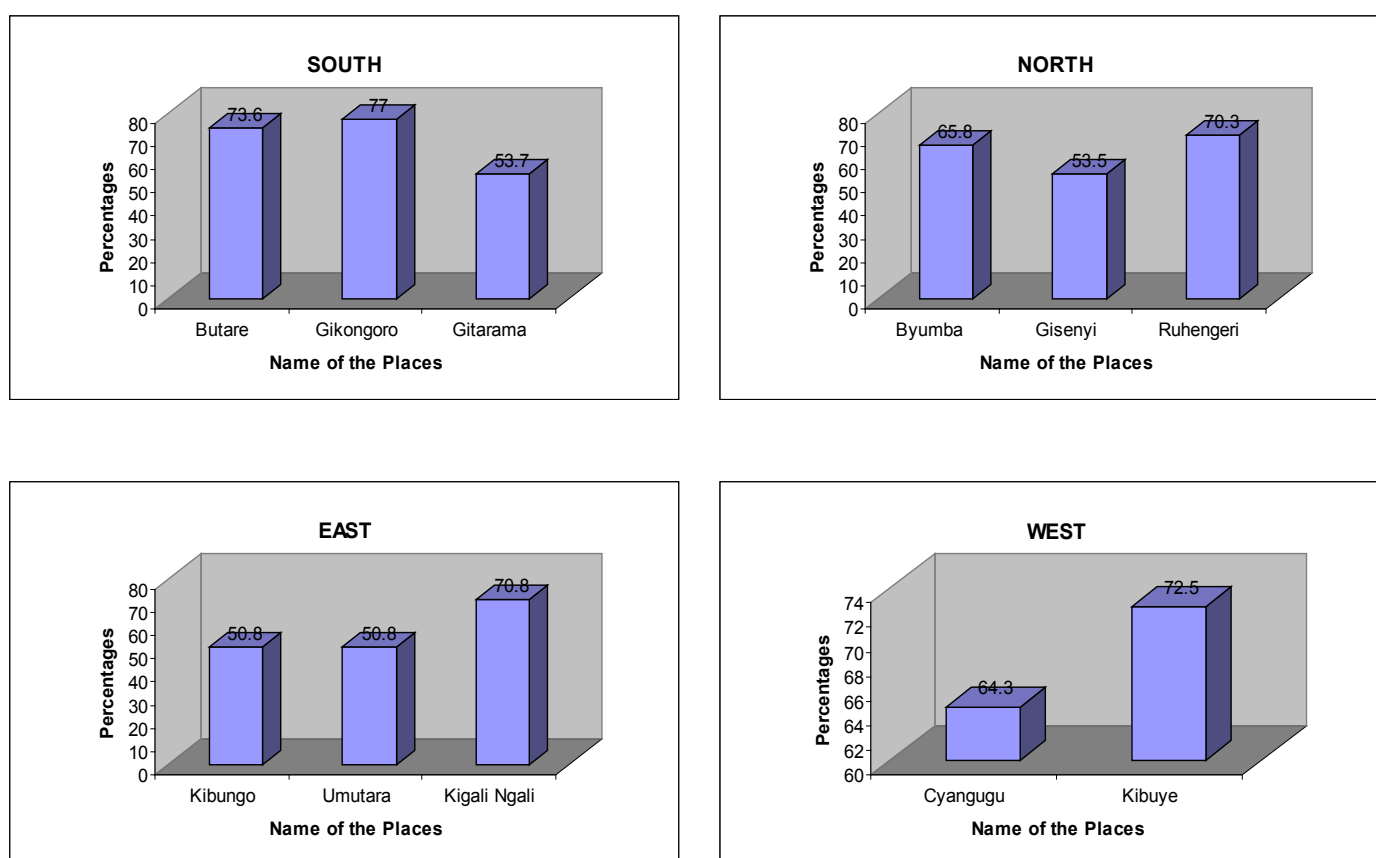 SOUTH
73.6
77
53.7
80
70
60
50
40
30
20
10
0
Percentages
Butare Gikongoro Gitarama
Name of the Places
NORTH
65.8
53.5
70.3
80
70
60
50
40
30
20
10
0
Percentages
Byumba Gisenyi Ruhengeri
Name of the Places
EAST
50.8
50.8
70.8
80
70
60
50
40
30
20
10
0
Percentages
Kibungo Umutara Kigali Ngali
Name of the Places
WEST
64.3
72.5
74
72
70
68
66
64
62
60
Percentages
Cyangugu Kibuye
Name of the Places